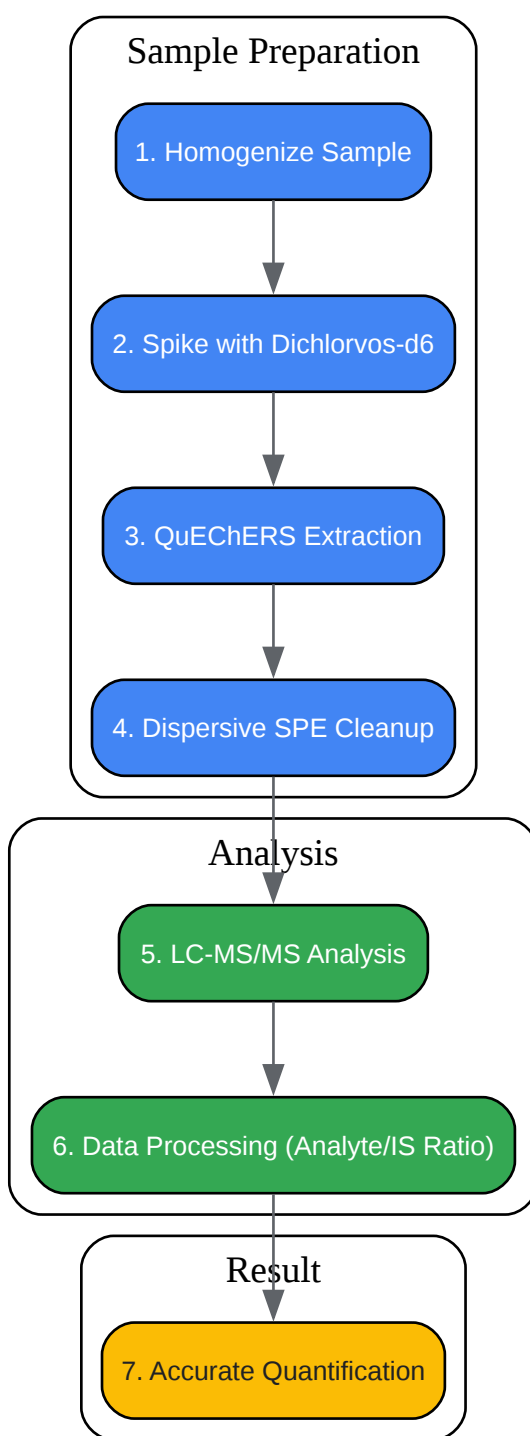 Sample Preparation
1. Homogenize Sample
2. Spike with Dichlorvos-d6
3. QuEChERS Extraction
4. Dispersive SPE Cleanup
Analysis
5. LC-MS/MS Analysis
6. Data Processing (Analyte/IS Ratio)
Result
7. Accurate Quantification